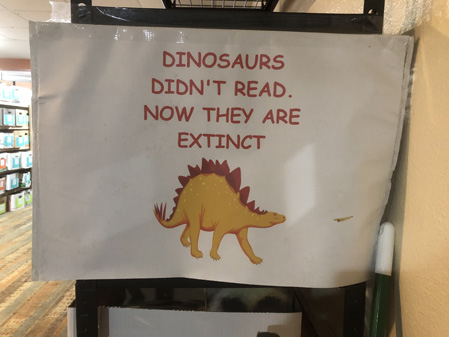 DINOSAURS
DIDN'T READ.
NOW THEY ARE
EXTINCT